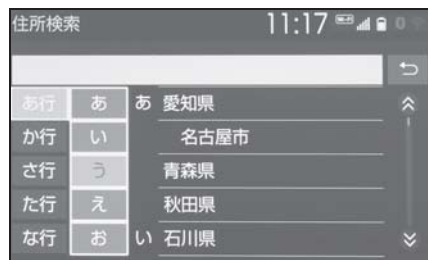 住所検索 11:17 Wi-Fi
あ行 あ あ 愛知県
か行 い 名古屋市
さ行 う 青森県
た行 え 秋田県
な行 お い 石川県